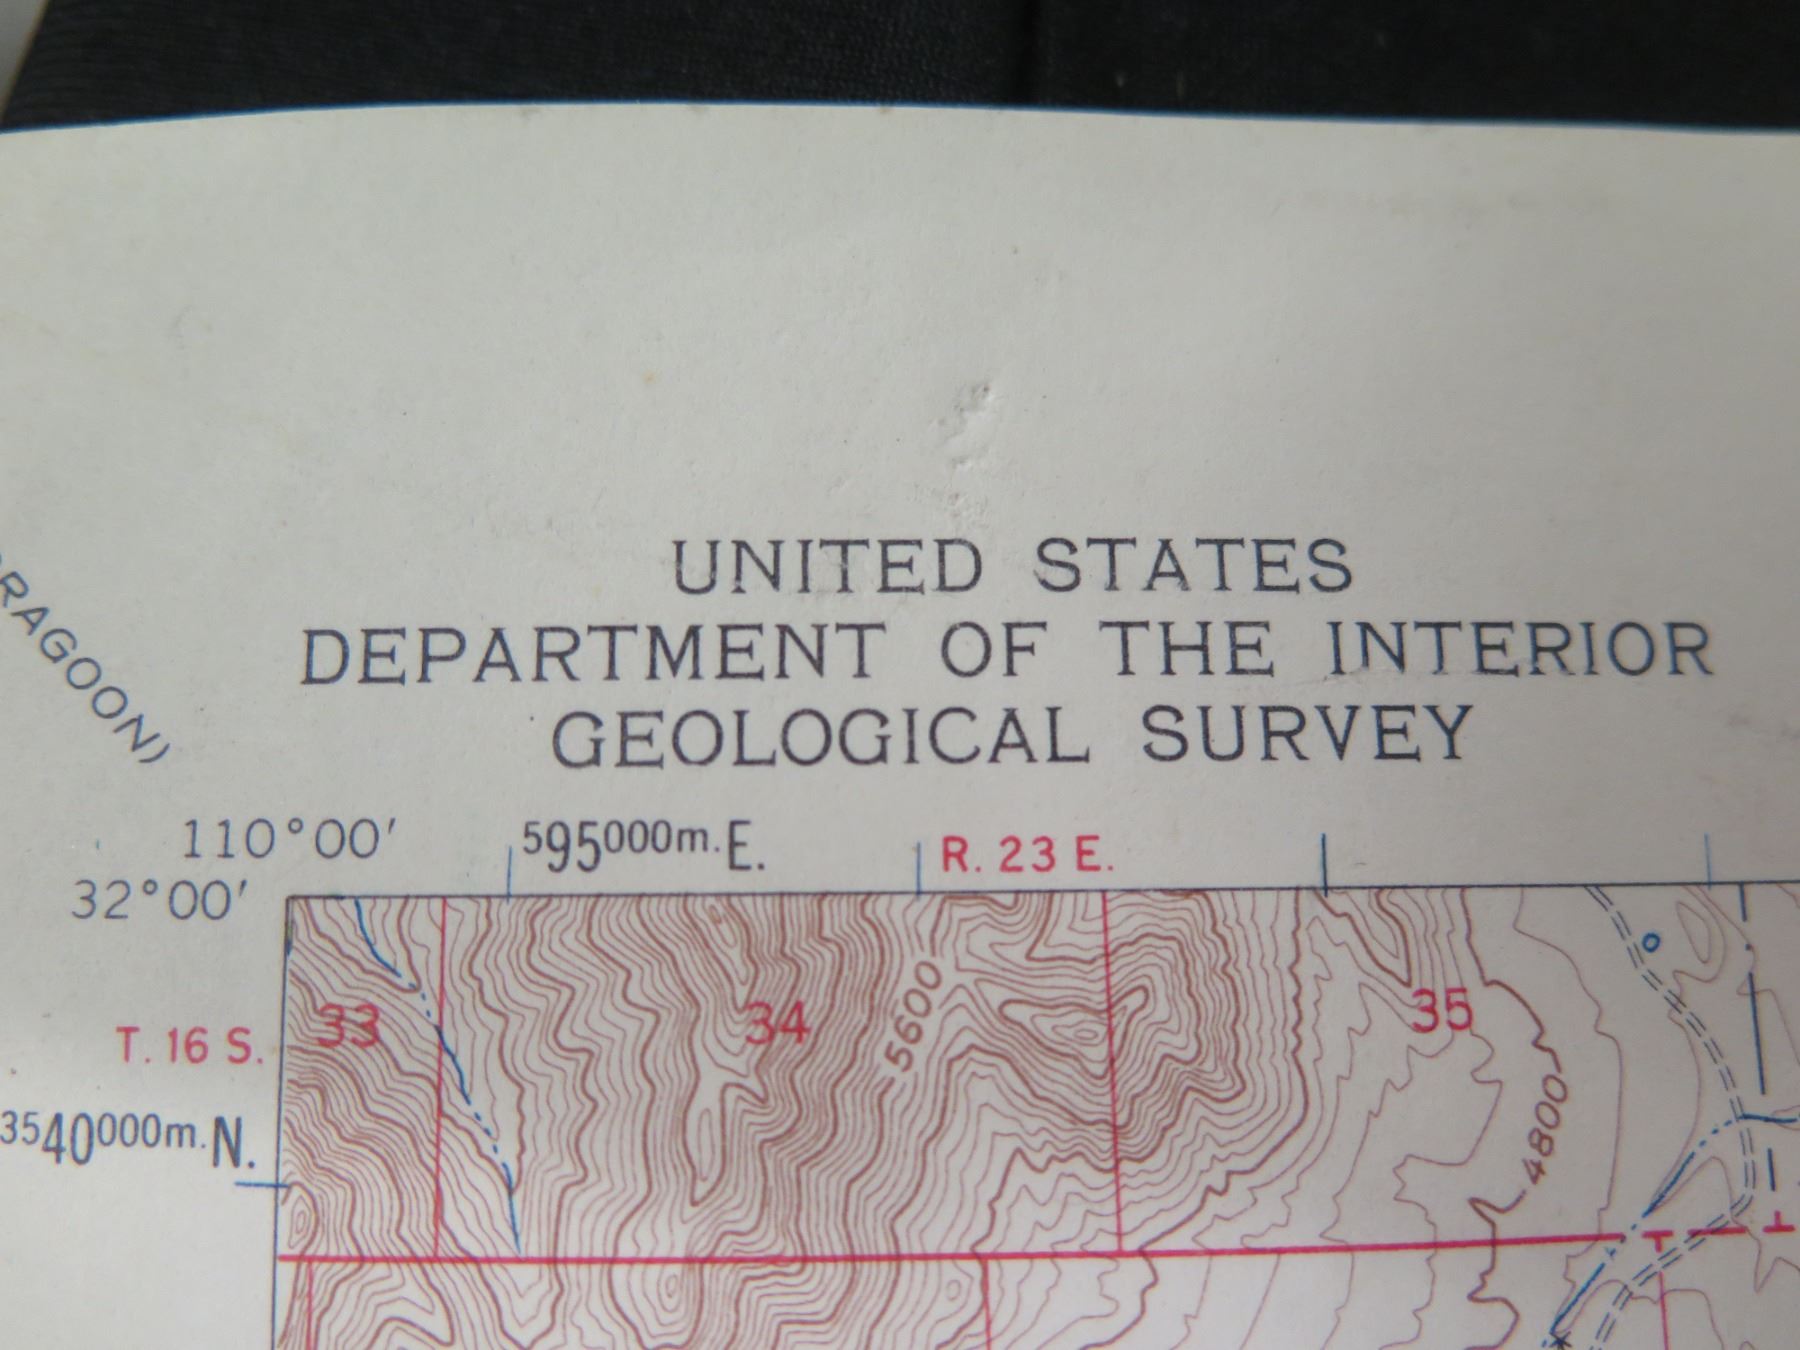 UNITED STATES
DEPARTMENT OF THE INTERIOR
GEOLOGICAL SURVEY
RAGOON)
110°00'
595000m.E.
R. 23 E.
32°00'
33
34
5600
35
T. 16 S.
4800
3540000m.N.